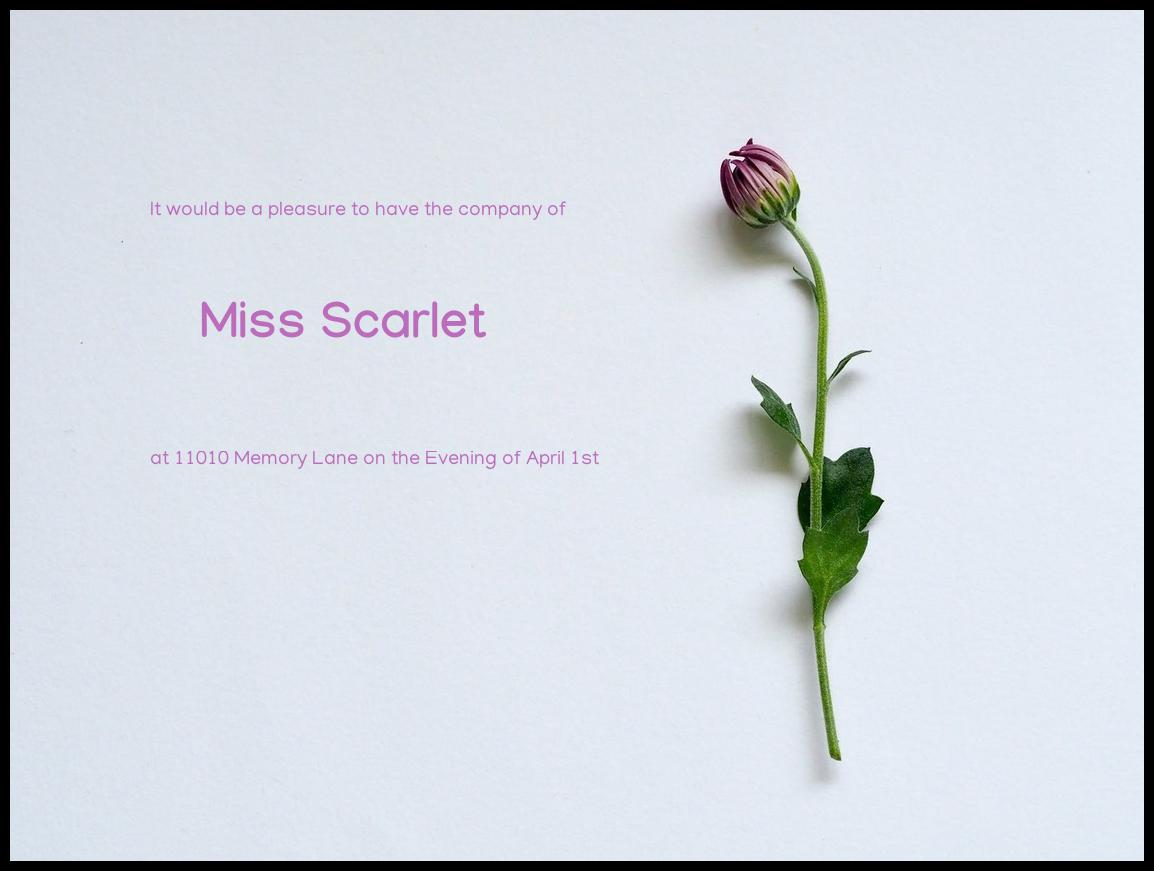 It would be a pleasure to have the company of
Miss Scarlet
at 11010 Memory Lane on the Evening of April 1st